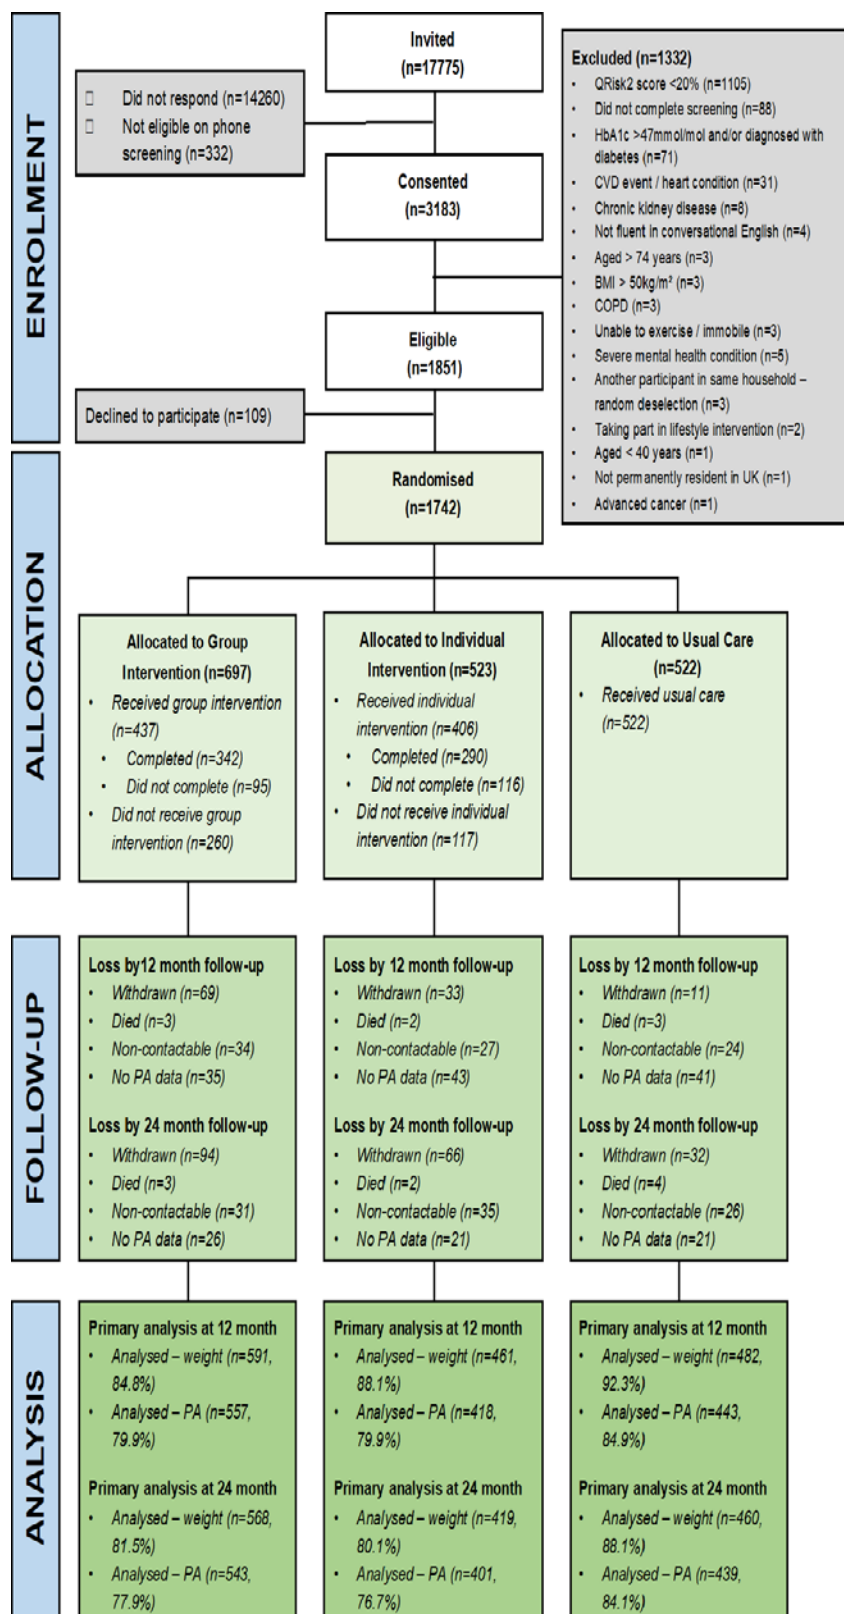 ENROLMENT
Invited
(n=17775)
Did not respond (n=14260)
Not eligible on phone
screening (n=332)
Consented
(n=3183)
Excluded (n=1332)
• QRisk2 score <20% (n=1105)
• Did not complete screening (n=88)
• HbA1c >47mmol/mol and/or diagnosed with
diabetes (n=71)
• CVD event / heart condition (n=31)
• Chronic kidney disease (n=8)
• Not fluent in conversational English (n=4)
• Aged > 74 years (n=3)
• BMI > 50kg/m² (n=3)
• COPD (n=3)
• Unable to exercise / immobile (n=3)
• Severe mental health condition (n=5)
• Another participant in same household –
random deselection (n=3)
• Taking part in lifestyle intervention (n=2)
• Aged < 40 years (n=1)
• Not permanently resident in UK (n=1)
• Advanced cancer (n=1)
Eligible
(n=1851)
Declined to participate (n=109)
ALLOCATION
Randomised
(n=1742)
Allocated to Group
Intervention (n=697)
• Received group intervention
(n=437)
• Completed (n=342)
• Did not complete (n=95)
• Did not receive group
intervention (n=260)
Allocated to Individual
Intervention (n=523)
• Received individual
intervention (n=406)
• Completed (n=290)
• Did not complete (n=116)
• Did not receive individual
intervention (n=117)
Allocated to Usual Care
(n=522)
• Received usual care
(n=522)
FOLLOW-UP
Loss by12 month follow-up
• Withdrawn (n=69)
• Died (n=3)
• Non-contactable (n=34)
• No PA data (n=35)
Loss by 24 month follow-up
• Withdrawn (n=94)
• Died (n=3)
• Non-contactable (n=31)
• No PA data (n=26)
Loss by 12 month follow-up
• Withdrawn (n=33)
• Died (n=2)
• Non-contactable (n=27)
• No PA data (n=43)
Loss by 24 month follow-up
• Withdrawn (n=66)
• Died (n=2)
• Non-contactable (n=35)
• No PA data (n=21)
Loss by 12 month follow-up
• Withdrawn (n=11)
• Died (n=3)
• Non-contactable (n=24)
• No PA data (n=41)
Loss by 24 month follow-up
• Withdrawn (n=32)
• Died (n=4)
• Non-contactable (n=26)
• No PA data (n=21)
ANALYSIS
Primary analysis at 12 month
• Analysed – weight (n=591,
84.8%)
• Analysed – PA (n=557,
79.9%)
Primary analysis at 24 month
• Analysed – weight (n=568,
81.5%)
• Analysed – PA (n=543,
77.9%)
Primary analysis at 12 month
• Analysed – weight (n=461,
88.1%)
• Analysed – PA (n=418,
79.9%)
Primary analysis at 24 month
• Analysed – weight (n=419,
80.1%)
• Analysed – PA (n=401,
76.7%)
Primary analysis at 12 month
• Analysed – weight (n=482,
92.3%)
• Analysed – PA (n=443,
84.9%)
Primary analysis at 24 month
• Analysed – weight (n=460,
88.1%)
• Analysed – PA (n=439,
84.1%)